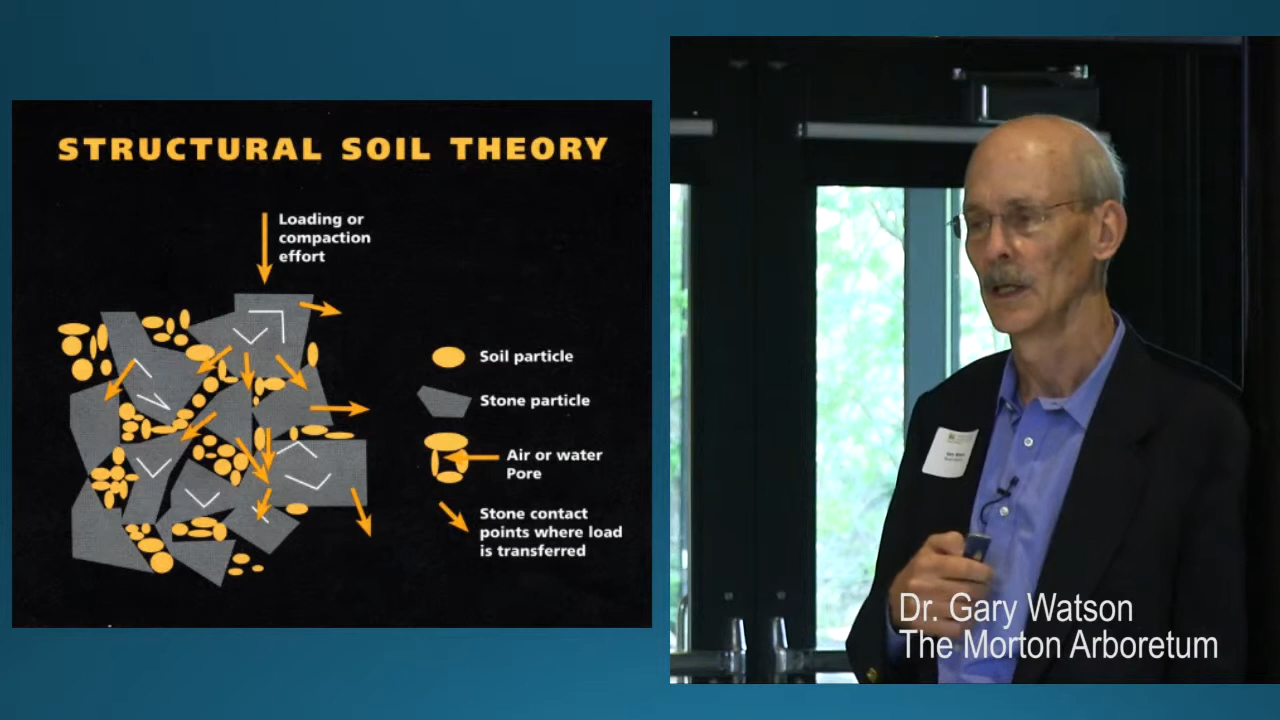 STRUCTURAL SOIL THEORY
Loading or
compaction
effort
Soil particle
Stone particle
Air or water
Pore
Stone contact
points where load
is transferred
Dr. Gary Watson
The Morton Arboretum